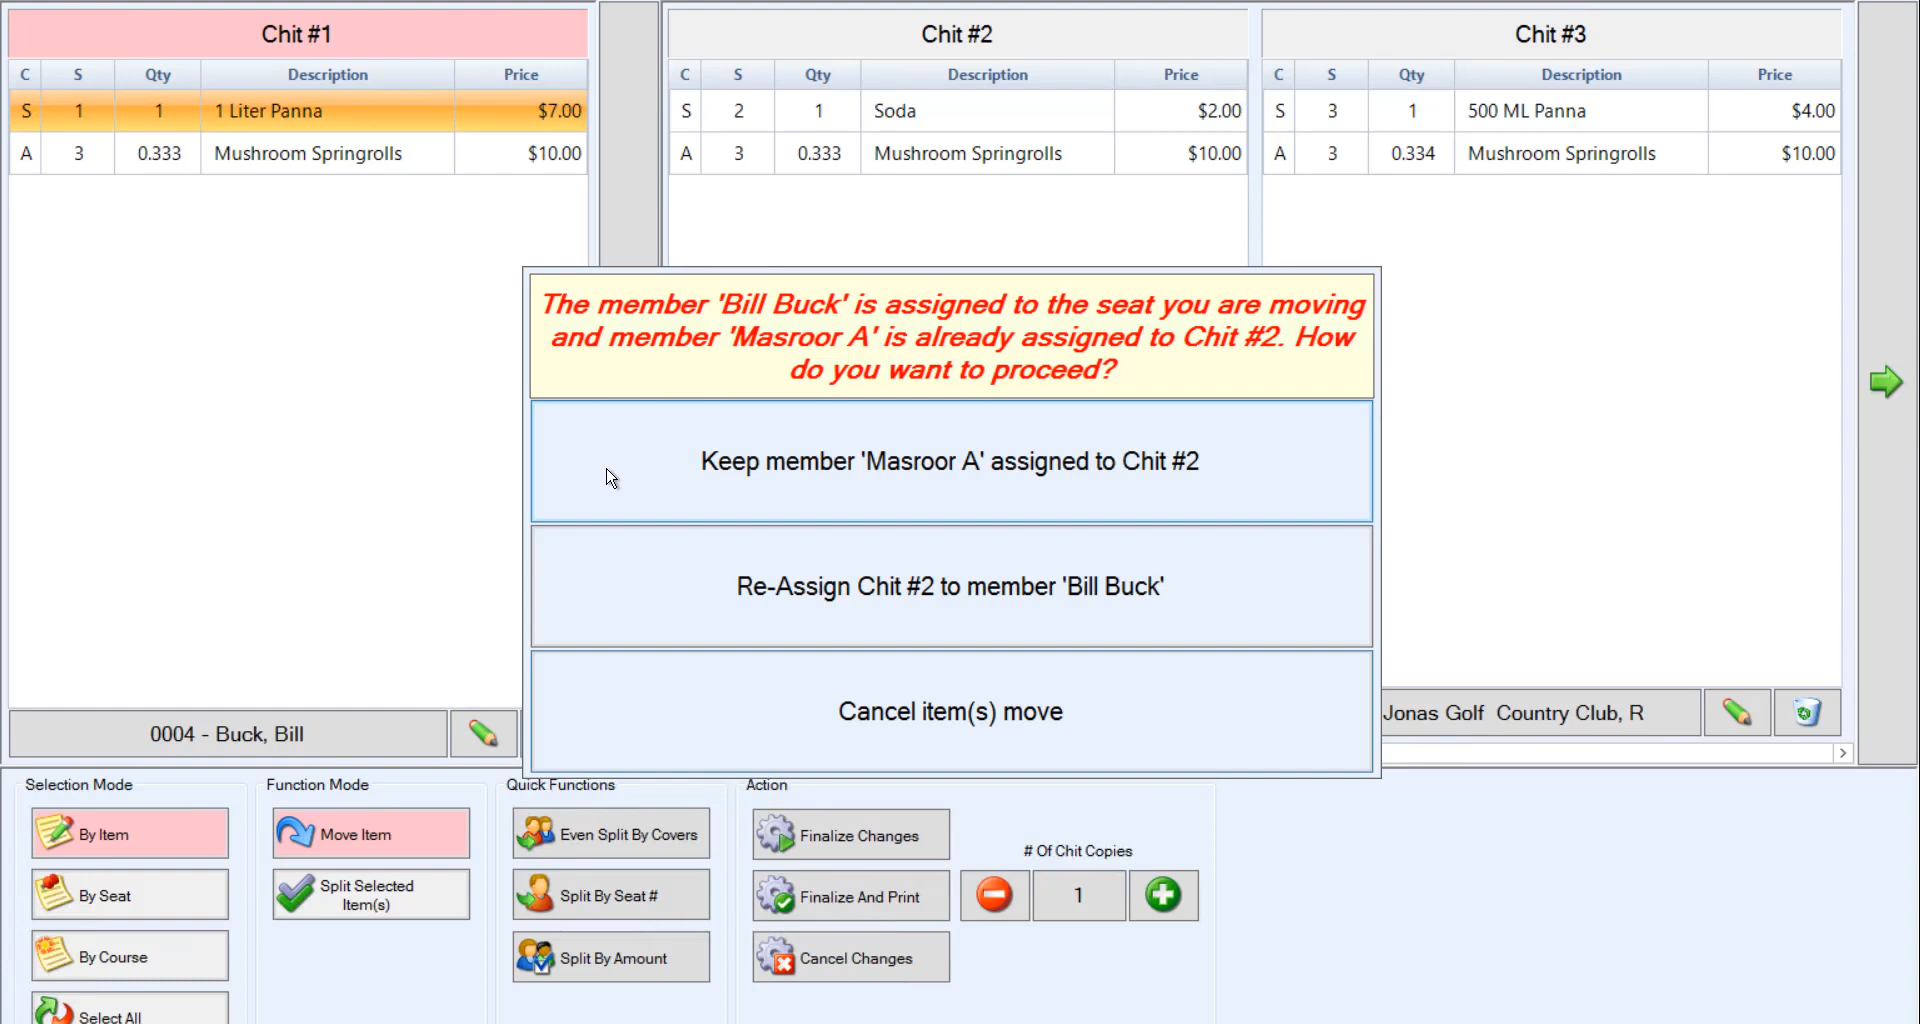 Chit #1
C S Qty Description Price
S 1 1 1 Liter Panna $7.00
A 3 0.333 Mushroom Springrolls $10.00
Chit #2
C S Qty Description Price
S 2 1 Soda $2.00
A 3 0.333 Mushroom Springrolls $10.00
Chit #3
C S Qty Description Price
S 3 1 500 ML Panna $4.00
A 3 0.334 Mushroom Springrolls $10.00
The member 'Bill Buck' is assigned to the seat you are moving
and member 'Masroor A' is already assigned to Chit #2. How
do you want to proceed?
Keep member 'Masroor A' assigned to Chit #2
Re-Assign Chit #2 to member 'Bill Buck'
Cancel item(s) move
0004 - Buck, Bill
Jonas Golf Country Club, R
Selection Mode
By Item
By Seat
By Course
Select All
Function Mode
Move Item
Split Selected
Item(s)
Quick Functions
Even Split By Covers
Split By Seat #
Split By Amount
Action
Finalize Changes
Finalize And Print
Cancel Changes
# Of Chit Copies
1